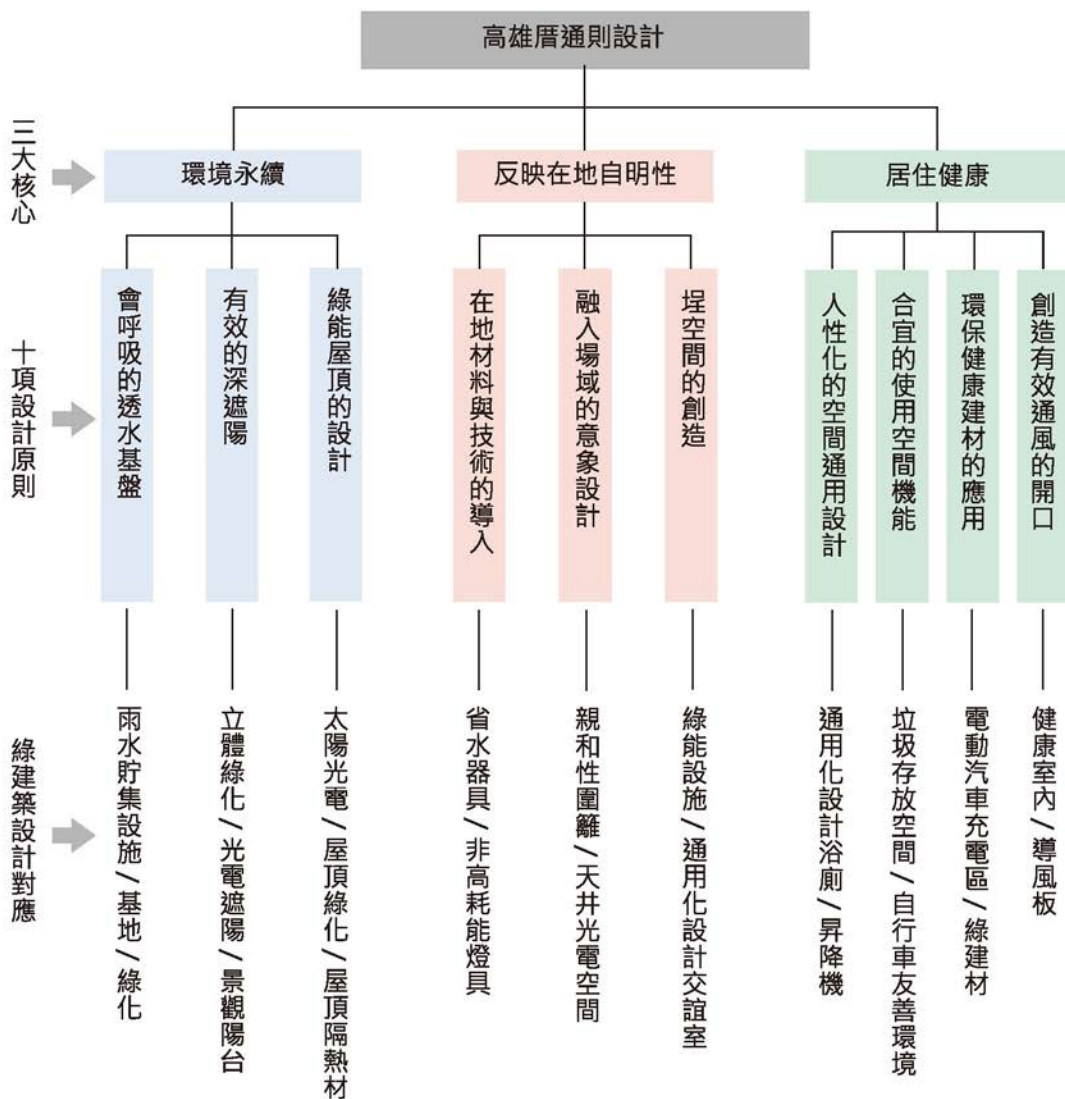 高雄厝通則設計
三大核心
環境永續
反映在地自明性
居住健康
十項設計原則
會呼吸的透水基盤
有效的深遮陽
綠能屋頂的設計
在地材料與技術的導入
融入場域的意象設計
埕空間的創造
人性化的空間通用設計
合宜的使用空間機能
環保健康建材的應用
創造有效通風的開口
綠建築設計對應
雨水貯集設施/基地/綠化
立體綠化/光電遮陽/景觀陽台
太陽光電/屋頂綠化/屋頂隔熱材
省水器具/非高耗能燈具
親和性圍籬/天井光電空間
綠能設施/通用化設計交誼室
通用化設計浴廁/昇降機
垃圾存放空間/自行車友善環境
電動汽車充電區/綠建材
健康室內/導風板